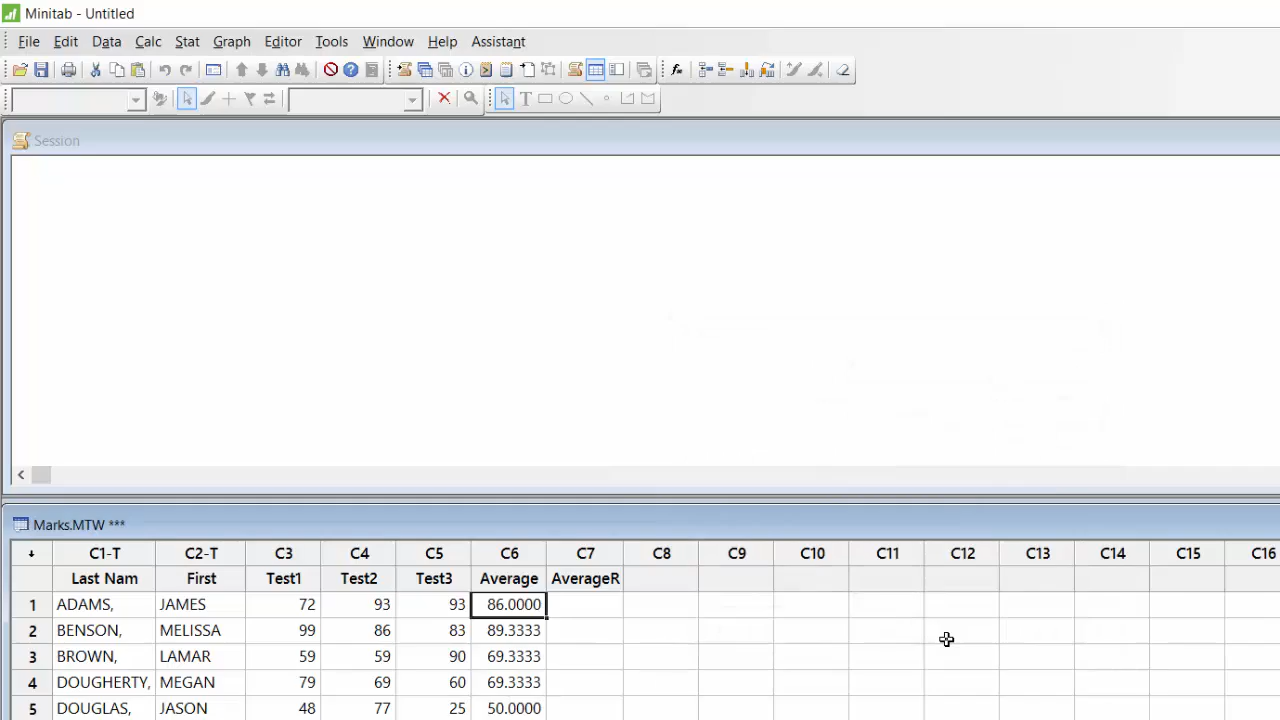 Minitab - Untitled
File Edit Data Calc Stat Graph Editor Tools Window Help Assistant
Session
Marks.MTW ***
C1-T C2-T C3 C4 C5 C6 C7 C8 C9 C10 C11 C12 C13 C14 C15 C16
Last Nam First Test1 Test2 Test3 Average AverageR
1 ADAMS, JAMES 72 93 93 86.0000
2 BENSON, MELISSA 99 86 83 89.3333
3 BROWN, LAMAR 59 59 90 69.3333
4 DOUGHERTY, MEGAN 79 69 60 69.3333
5 DOUGLAS, JASON 48 77 25 50.0000